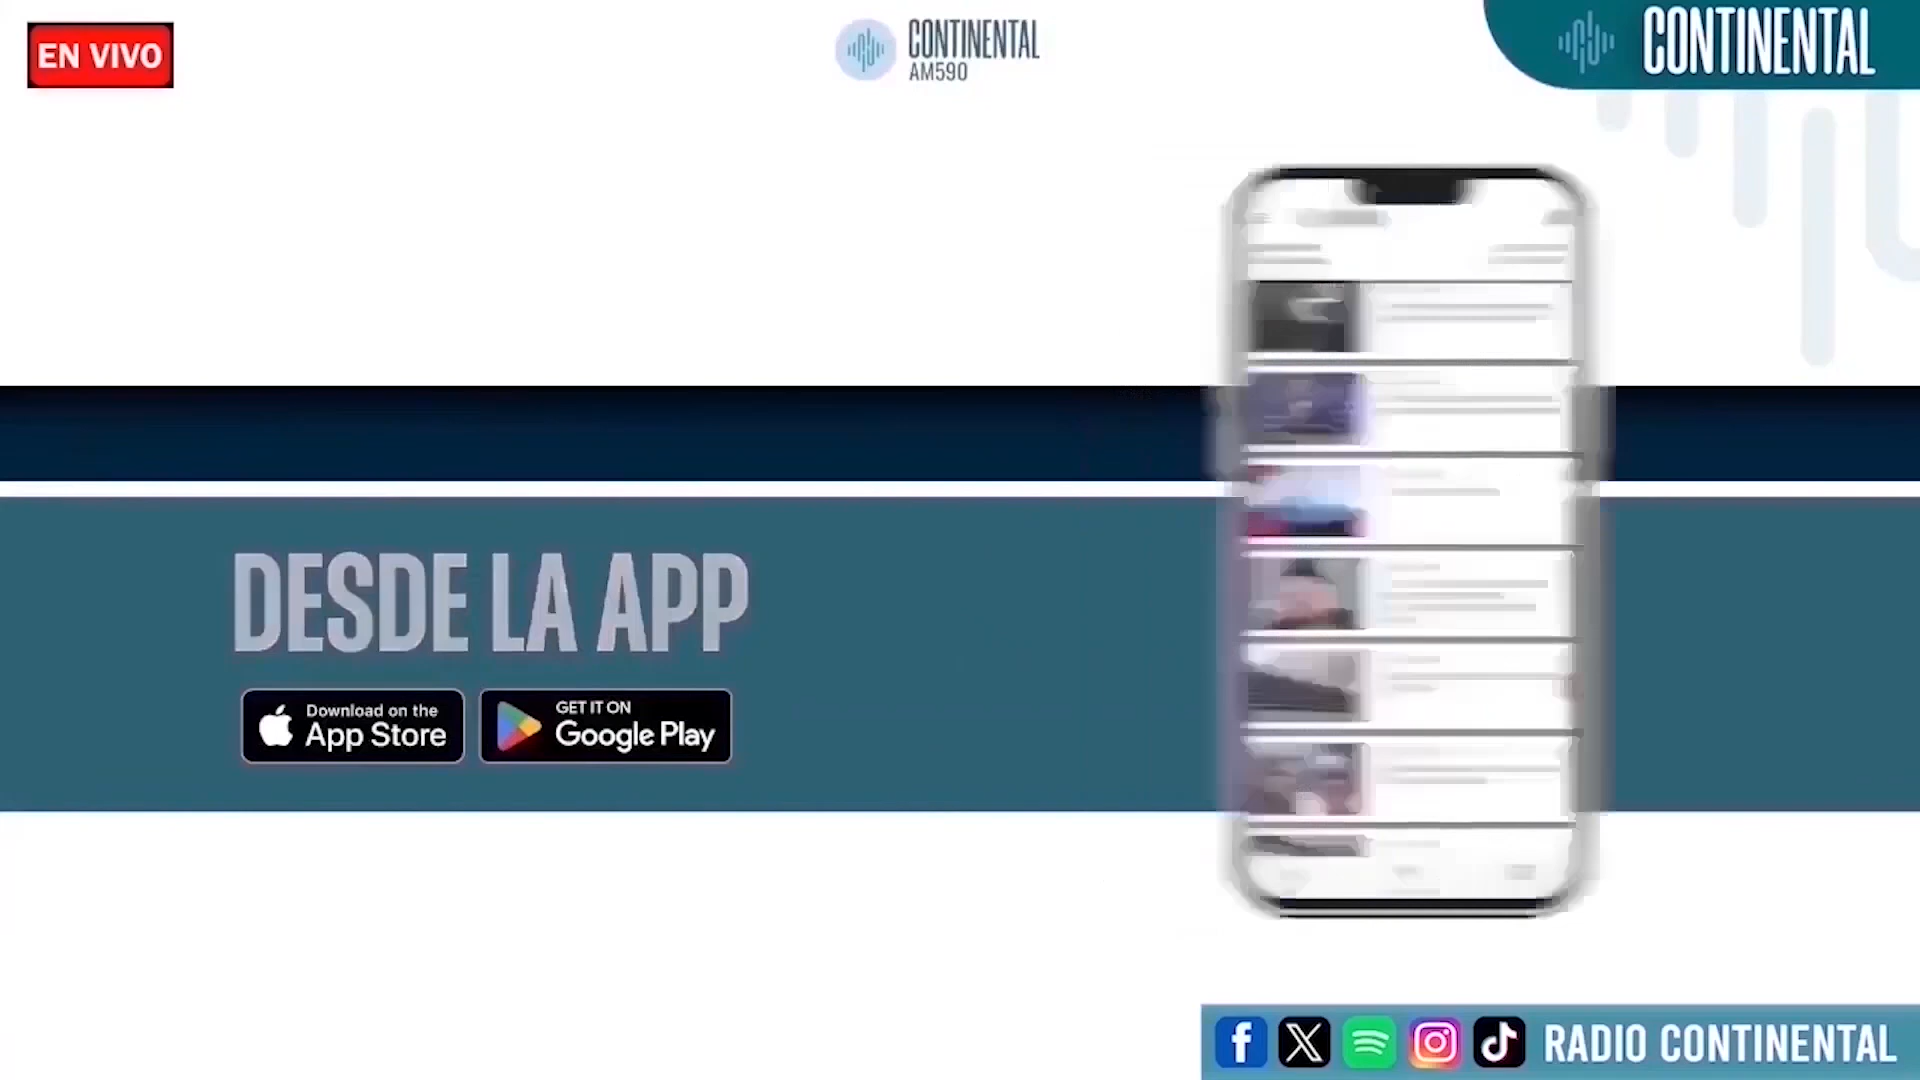 EN VIVO
CONTINENTAL
AM590
CONTINENTAL
DESDE LA APP
Download on the
App Store
GET IT ON
Google Play
RADIO CONTINENTAL